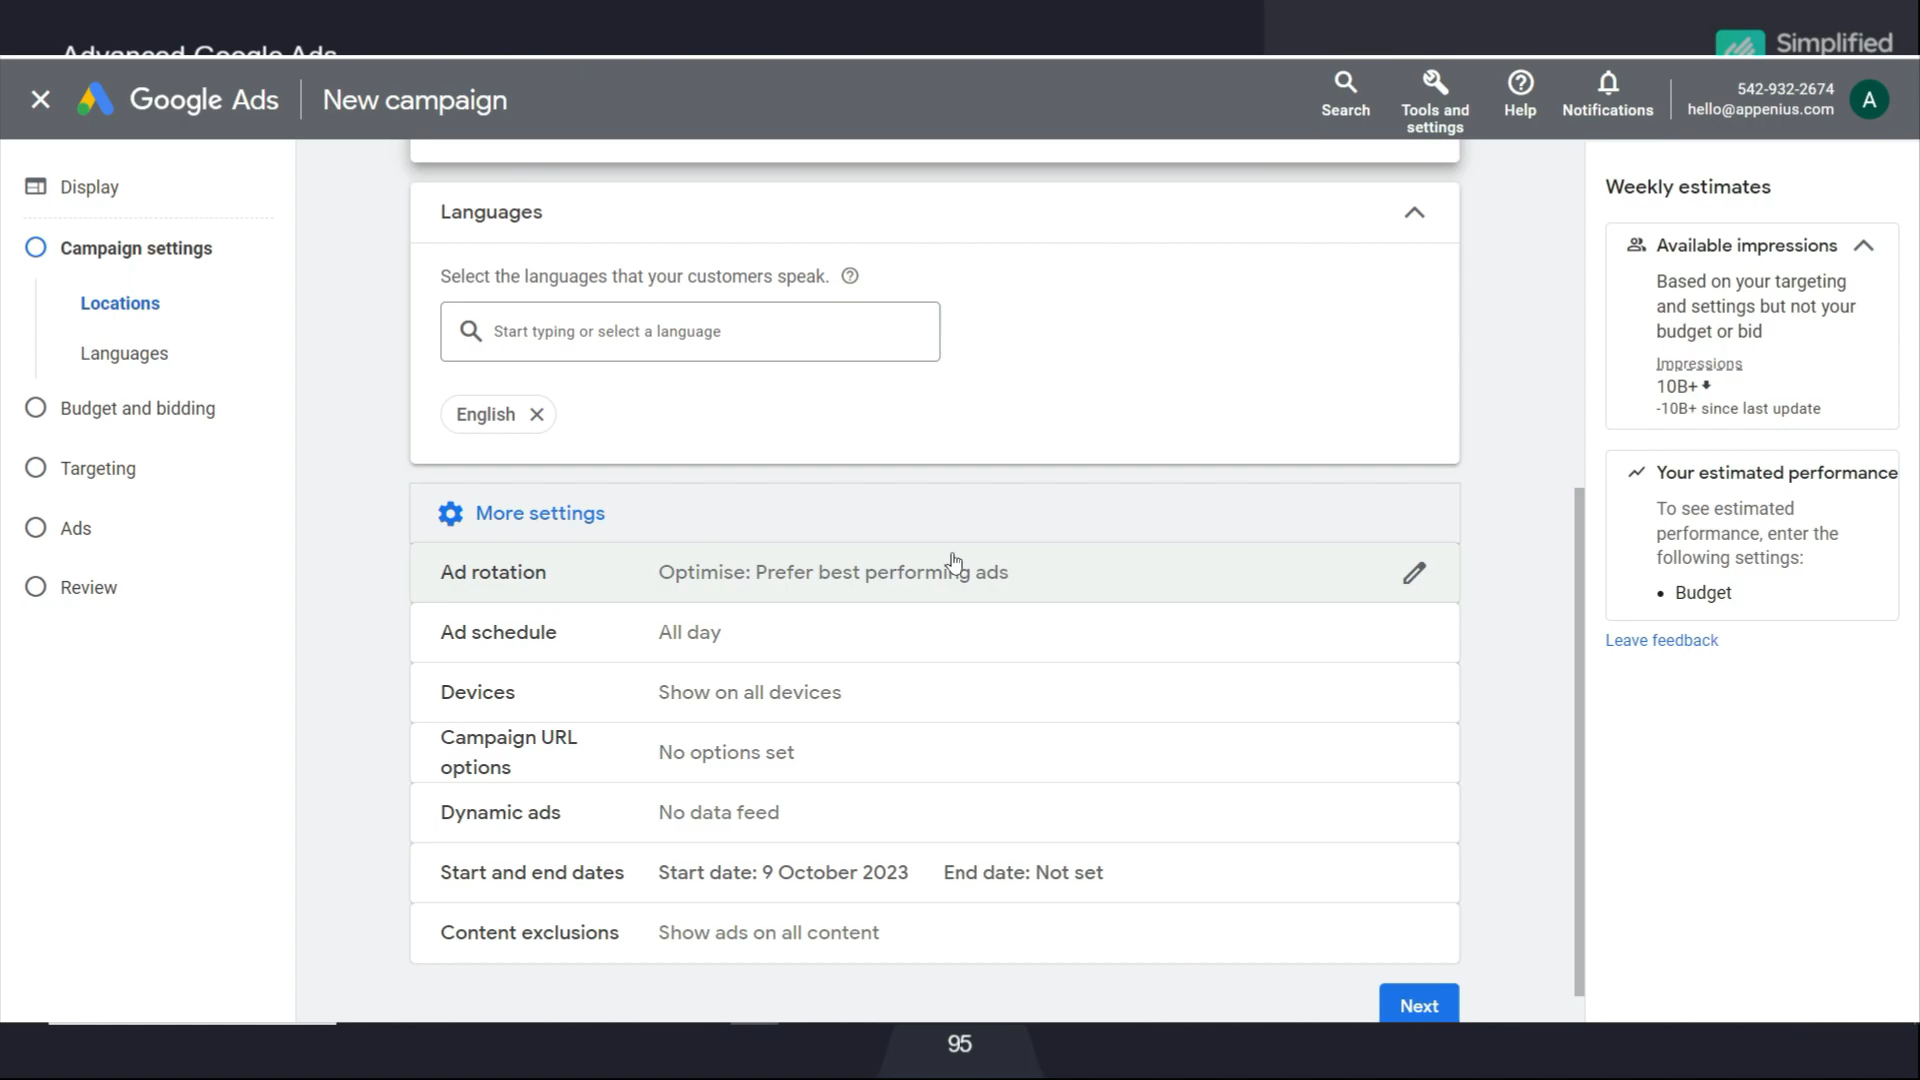 Advanced Google Ads
Simplified
Google Ads
New campaign
Search
Tools and
settings
Help
Notifications
542-932-2674
hello@appenius.com
A
Display
Campaign settings
Locations
Languages
Budget and bidding
Targeting
Ads
Review
Languages
Select the languages that your customers speak.
Start typing or select a language
English
More settings
Ad rotation
Optimise: Prefer best performing ads
Ad schedule
All day
Devices
Show on all devices
Campaign URL
options
No options set
Dynamic ads
No data feed
Start and end dates
Start date: 9 October 2023
End date: Not set
Content exclusions
Show ads on all content
Next
Weekly estimates
Available impressions
Based on your targeting
and settings but not your
budget or bid
Impressions
10B+
-10B+ since last update
Your estimated performance
To see estimated
performance, enter the
following settings:
• Budget
Leave feedback
95